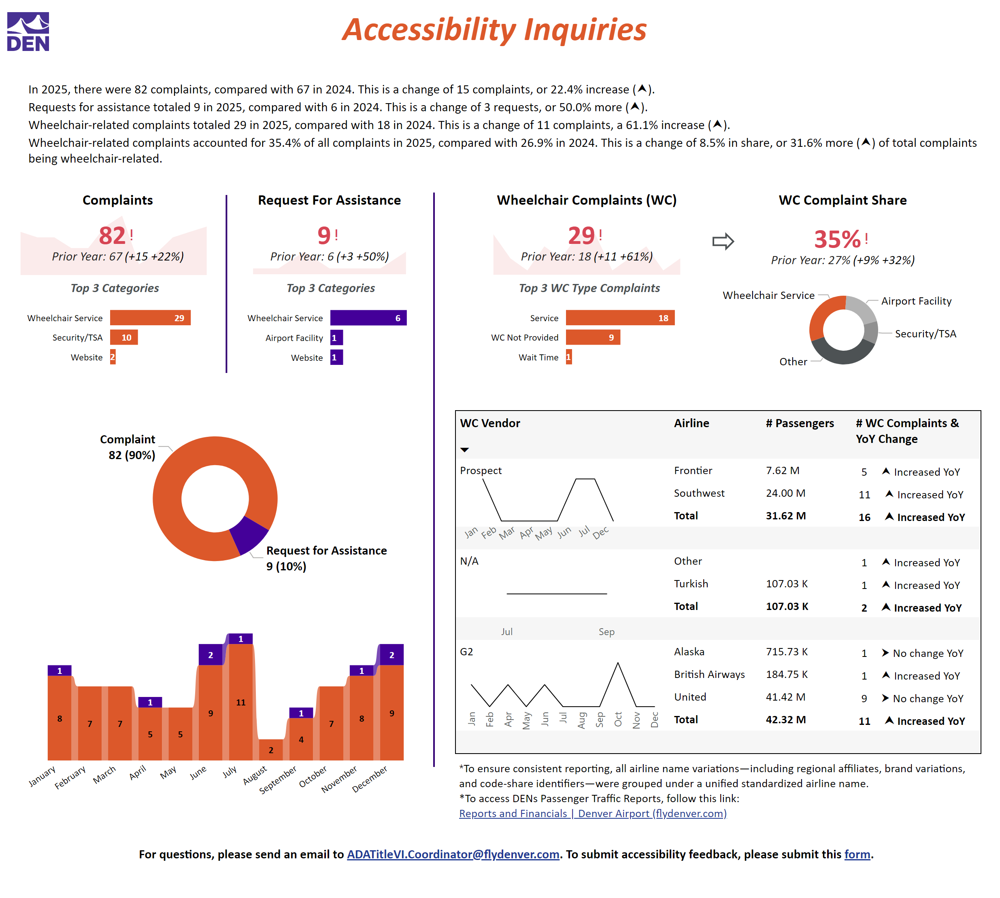 DEN
Accessibility Inquiries
In 2025, there were 82 complaints, compared with 67 in 2024. This is a change of 15 complaints, or 22.4% increase (⮝).
Requests for assistance totaled 9 in 2025, compared with 6 in 2024. This is a change of 3 requests, or 50.0% more (⮝).
Wheelchair-related complaints totaled 29 in 2025, compared with 18 in 2024. This is a change of 11 complaints, a 61.1% increase (⮝).
Wheelchair-related complaints accounted for 35.4% of all complaints in 2025, compared with 26.9% in 2024. This is a change of 8.5% in share, or 31.6% more (⮝) of total complaints
being wheelchair-related.
Complaints
82!
Prior Year: 67 (+15 +22%)
Top 3 Categories
Wheelchair Service 29
Security/TSA 10
Website 2
Request For Assistance
9!
Prior Year: 6 (+3 +50%)
Top 3 Categories
Wheelchair Service 6
Airport Facility 1
Website 1
Wheelchair Complaints (WC)
29!
Prior Year: 18 (+11 +61%)
Top 3 WC Type Complaints
Service 18
WC Not Provided 9
Wait Time 1
WC Complaint Share
35%!
Prior Year: 27% (+9% +32%)
Wheelchair Service
Airport Facility
Security/TSA
Other
Complaint
82 (90%)
Request for Assistance
9 (10%)
1 1 2 1 1 1 2
8 7 7 5 5 9 11 2 4 7 8 9
January February March April May June July August September October November December
WC Vendor Airline # Passengers # WC Complaints &
YoY Change
Prospect Frontier 7.62 M 5 ⮝ Increased YoY
Southwest 24.00 M 11 ⮝ Increased YoY
Total 31.62 M 16 ⮝ Increased YoY
Jan Feb Mar Apr May Jun Jul Dec
N/A Other 1 ⮝ Increased YoY
Turkish 107.03 K 1 ⮝ Increased YoY
Total 107.03 K 2 ⮝ Increased YoY
Jul Sep
G2 Alaska 715.73 K 1 ⮞ No change YoY
British Airways 184.75 K 1 ⮝ Increased YoY
United 41.42 M 9 ⮞ No change YoY
Total 42.32 M 11 ⮝ Increased YoY
Jan Feb Apr May Jun Jul Aug Sep Oct Nov Dec
*To ensure consistent reporting, all airline name variations—including regional affiliates, brand variations,
and code-share identifiers—were grouped under a unified standardized airline name.
*To access DENs Passenger Traffic Reports, follow this link:
Reports and Financials | Denver Airport (flydenver.com)
For questions, please send an email to ADATitleVI.Coordinator@flydenver.com. To submit accessibility feedback, please submit this form.